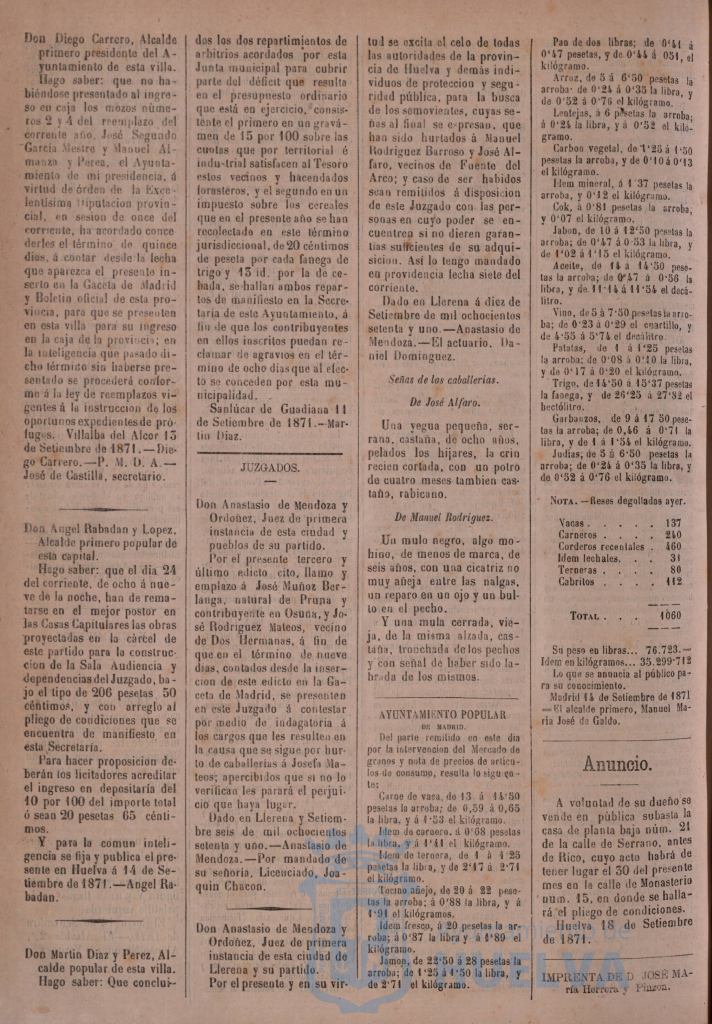 Don Diego Carrero, Alcalde
primero presidente del A-
yuntamiento de esta villa.
Hago saber: que no ha-
biéndose presentado al ingre-
so en caja los mozos núme-
ros 2 y 4 del reemplazo del
corriente año, José Segundo
García Mestre y Manuel Al-
manza y Perea, el Ayunta-
miento de mi presidencia, á
virtud de órden de la Exce-
lentísima Diputacion provin-
cial, en sesion de once del
corriente, ha acordado conce-
derles el término de quince
dias, á contar desde la fecha
que aparezca el presente in-
serto en la Gaceta de Madrid
y Boletin oficial de esta pro-
vincia, para que se presenten
en esta villa para su ingreso
en la caja de la provincia; en
la inteligencia que pasado di-
cho término sin haberse pre-
sentado se procederá confor-
me á la ley de reemplazos vi-
gentes á la instruccion de los
oportunos expedientes de pró-
fugos. Villalba del Alcor 13
de Setiembre de 1871.—Die-
go Carrero.—P. M. D. A.—
José de Castilla, secretario.
Don Angel Rabadan y Lopez,
Alcalde primero popular de
esta capital.
Hago saber: que el dia 24
del corriente, de ocho á nue-
ve de la noche, han de rema-
tarse en el mejor postor en
las Casas Capitulares las obras
proyectadas en la cárcel de
este partido para la construc-
cion de la Sala Audiencia y
dependencias del Juzgado, ba-
jo el tipo de 206 pesetas 50
céntimos, y con arreglo al
pliego de condiciones que se
encuentra de manifiesto en
esta Secretaría.
Para hacer proposicion de-
berán los licitadores acreditar
el ingreso en depositaría del
10 por 100 del importe total
ó sean 20 pesetas 65 cénti-
mos.
Y para la comun inteli-
gencia se fija y publica el pre-
sente en Huelva á 14 de Se-
tiembre de 1871.—Angel Ra-
badan.
Don Martin Diaz y Perez, Al-
calde popular de esta villa.
Hago saber: Que conclui-
dos los dos repartimientos de
arbitrios acordados por esta
Junta municipal para cubrir
parte del déficit que resulta
en el presupuesto ordinario
que está en ejercicio, consis-
tente el primero en un gravá-
men de 15 por 100 sobre las
cuotas que por territorial é
indu-trial satisfacen al Tesoro
estos vecinos y hacendados
forasteros, y el segundo en un
impuesto sobre los cereales
que en el presente año se han
recolectado en este término
jurisdiccional, de 20 céntimos
de peseta por cada fanega de
trigo y 13 id. por la de ce-
bada, se hallan ambos repar-
tos de manifiesto en la Secre-
taría de este Ayuntamiento, á
fin de que los contribuyentes
en ellos inscritos puedan re-
clamar de agravios en el tér-
mino de ocho dias que al efec-
to se conceden por esta mu-
nicipalidad.
Sanlúcar de Guadiana 11
de Setiembre de 1871.—Mar-
tin Diaz.
JUZGADOS.
Don Anastasio de Mendoza y
Ordoñez, Juez de primera
instancia de esta ciudad y
pueblos de su partido.
Por el presente tercero y
último edicto cito, llamo y
emplazo á José Muñoz Ber-
langa, natural de Pruna y
contribuyente en Osuna, y Jo-
sé Rodriguez Mateos, vecino
de Dos Hermanas, á fin de
que en el término de nueve
dias, contados desde la inser-
cion de este edicto en la Ga-
ceta de Madrid, se presenten
en este Juzgado á contestar
por medio de indagatoria á
los cargos que les resulten en
la causa que se sigue por hur-
to de caballerías á Josefa Ma-
teos; apercibidos que si no lo
verifican les parará el perjui-
cio que haya lugar.
Dado en Llerena y Setiem-
bre seis de mil ochocientos
setenta y uno.—Anastasio de
Mendoza.—Por mandado de
su señoría, Licenciado, Joa-
quin Chacon.
Don Anastasio de Mendoza y
Ordoñez, Juez de primera
instancia de esta ciudad de
Llerena y su partido.
Por el presente y en su vir-
tud se excita el celo de todas
las autoridades de la provin-
cia de Huelva y demás indi-
viduos de proteccion y segu-
ridad pública, para la busca
de los somovientes, cuyas se-
ñas al final se e-presan, que
han sido hurtados á Manuel
Rodriguez Barroso y José Al-
faro, vecinos de Fuente del
Arco; y caso de ser habidos
sean remitidos á disposicion
de este Juzgado con las per-
sonas en cuyo poder se en-
cuentren si no dieren garan-
tías suficientes de su adqui-
sicion. Así lo tengo mandado
en providencia fecha siete del
corriente.
Dado en Llerena á diez de
Setiembre de mil ochocientos
setenta y uno.—Anastasio de
Mendoza.—El actuario, Da-
niel Dominguez.
Señas de las caballerías.
De José Alfaro.
Una yegua pequeña, ser-
rana, castaña, de ocho años,
pelados los hijares, la crin
recien cortada, con un potro
de cuatro meses tambien cas-
taño, rabicano.
De Manuel Rodriguez.
Un mulo negro, algo mo-
hino, de menos de marca, de
seis años, con una cicatriz no
muy añeja entre las nalgas,
un reparo en un ojo y un bul-
to en el pecho.
Y una mula cerrada, vie-
ja, de la misma alzada, cas-
taña, tronchada de los pechos
y con señal de haber sido la-
brada de los mismos.
AYUNTAMIENTO POPULAR
DE MADRID.
Del parte remitido en este dia
por la intervencion del Mercado de
granos y nota de precios de artícu-
los de consumo, resulta lo sigu en-
te:
Carne de vaca, de 13 á 14'50
pesetas la arroba; de 0,59 á 0,65
la libra, y á 1'53 el kilógramo.
Idem de carnero, á 0'68 pesetas
la libra, y á 1'41 el kilógramo.
Idem de ternera, de 1 á 1'25
pesetas la libra, y de 2'17 á 2'71
el kilógramo.
Tocino añejo, de 20 á 22 pese-
tas la arroba; á 0'88 la libra, y á
1'91 el kilógramos.
Idem fresco, á 20 pesetas la ar-
roba; á 0'87 la libra y á 1'89 el
kilógramo.
Jamon, de 22'50 á 28 pesetas la
arroba; de 1'25 á 1'50 la libra, y
de 2'71 el kilógramo.
Pan de dos libras; de 0'41 á
0'47 pesetas, y de 0'44 á 051, el
kilógramo.
Arroz, de 5 á 6'50 pesetas la
arroba; de 0'24 á 0'35 la libra, y
de 0'52 á 0'76 el kilógramo.
Lentejas, á 6 pesetas la arroba;
á 0'24 la libra, y á 0'52 el kiló-
gramo.
Carbon vegetal, de 1'25 á 1'50
pesetas la arroba, y de 0'10 á 0'13
el kilógramo.
Idem mineral, á 1'37 pesetas la
arroba, y 0'12 el kilógramo.
Cok, á 0'81 pesetas la arroba,
y 0'07 el kilógramo.
Jabon, de 10 á 12'50 pesetas la
arroba; de 0'47 á 0'53 la libra, y
de 1'02 á 1'15 el kilógramo.
Aceite, de 14 á 14'50 pese-
tas la arroba; de 0'47 á 0'56 la
libra, y de 11'14 á 11'54 el decá-
litro.
Vino, de 5 á 7'50 pesetas la arro-
ba; de 0'23 á 0'29 el cuartillo, y
de 4'55 á 5'74 el decálitro.
Patatas, de 1 á 1'25 pesetas
la arroba; de 0'08 á 0'10 la libra,
y de 0'17 á 0'20 el kilógramo.
Trigo, de 14'50 á 15'37 pesetas
la fanega, y de 26'25 á 27'82 el
hectólitro.
Garbanzos, de 9 á 17 50 pese-
tas la arroba; de 0,46 á 0'71 la
libra, y de 1 á 1'54 el kilógramo.
Judías, de 5 á 6'50 pesetas la
arroba; de 0'24 á 0'35 la libra, y
de 0'52 á 0'76 el kilógramo.
NOTA.—Reses degolladas ayer.
Vacas . . . . . 137
Carneros . . . . 240
Corderos recentales . 460
Idem lechales. . . . 31
Terneras . . . . 80
Cabritos . . . . 112
TOTAL . . . 1060
Su peso en libras... 76.723.—
Idem en kilógramos... 35.299'712
Lo que se anuncia al público pa-
ra su conocimiento.
Madrid 14 de Setiembre de 1871
—El alcalde primero, Manuel Ma-
ria José de Galdo.
Anuncio.
A voluntad de su dueño se
vende en pública subasta la
casa de planta baja núm. 21
de la calle de Serrano, antes
de Rico, cuyo acto habrá de
tener lugar el 30 del presente
mes en la calle de Monasterio
núm. 15, en donde se halla-
rá el pliego de condiciones.
Huelva 18 de Setiembre
de 1871.
IMPRENTA DE D. JOSÉ MA-
ría Herrera y Pinzon.